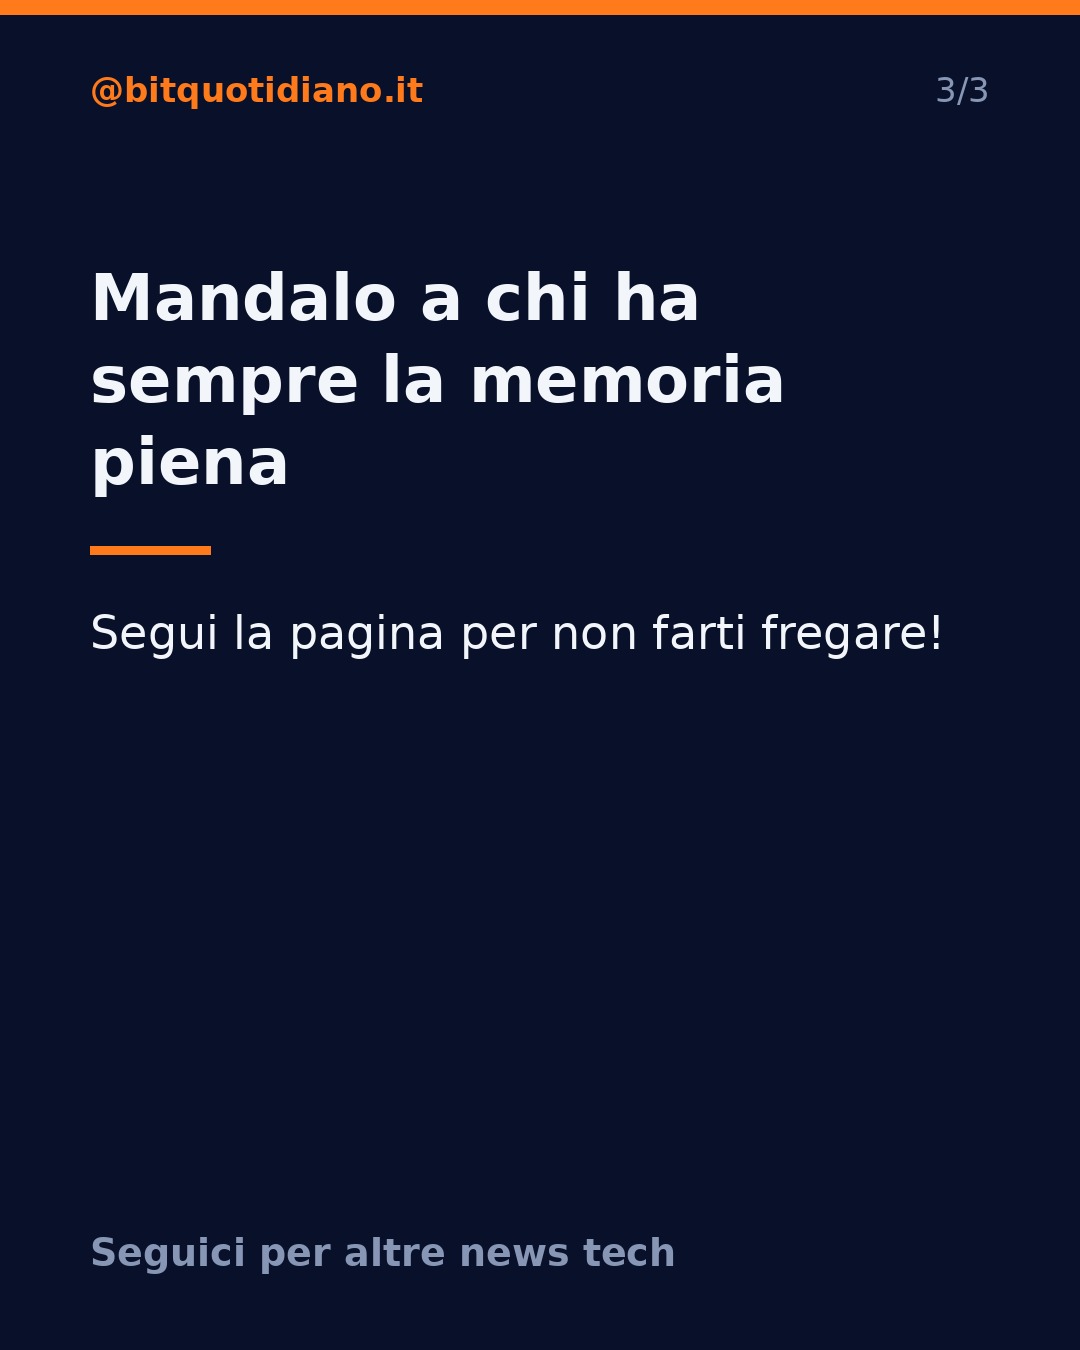 @bitquotidiano.it
3/3
Mandalo a chi ha
sempre la memoria
piena
Segui la pagina per non farti fregare!
Seguici per altre news tech